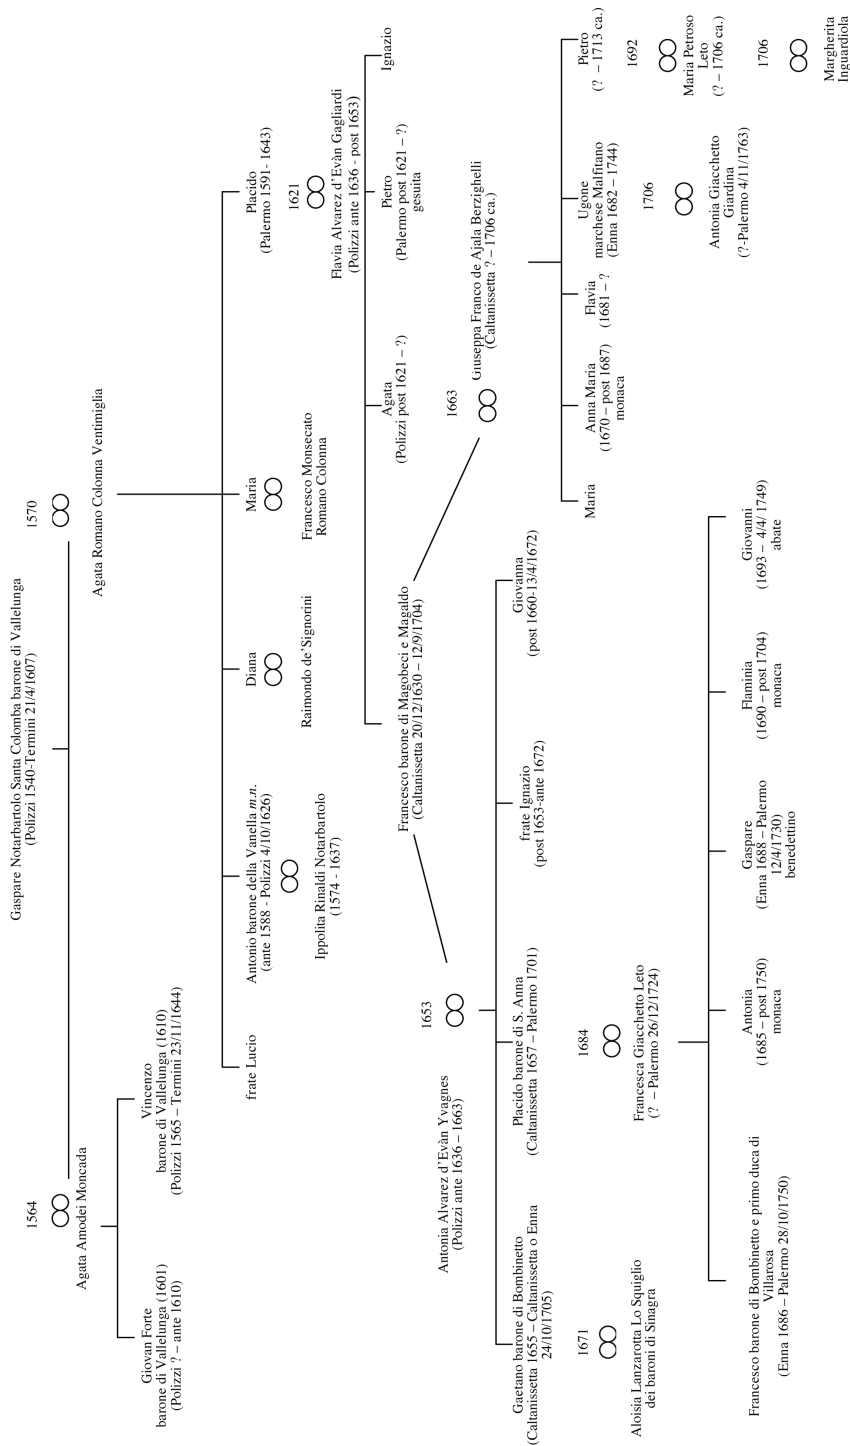 Gaspare Notarbartolo Santa Colomba barone di Vallelunga
(Polizzi 1540-Termini 21/4/1607)
1564
1570
Agata Amodei Moncada
Agata Romano Colonna Ventimiglia
Giovan Forte
barone di Vallelunga (1601)
(Polizzi ? – ante 1610)
Vincenzo
barone di Vallelunga (1610)
(Polizzi 1565 – Termini 23/11/1644)
frate Lucio
Antonio barone della Vanella m.n.
(ante 1588 - Polizzi 4/10/1626)
Ippolita Rinaldi Notarbartolo
(1574 - 1637)
Diana
Raimondo de’Signorini
Maria
Francesco Monsecato
Romano Colonna
Placido
(Palermo 1591- 1643)
1621
Flavia Alvarez d’Evàn Gagliardi
(Polizzi ante 1636 - post 1653)
Francesco barone di Magobeci e Magaldo
(Caltanissetta 20/12/1630 – 12/9/1704)
Agata
(Polizzi post 1621 – ?)
Pietro
(Palermo post 1621 – ?)
gesuita
Ignazio
1653
Antonia Alvarez d’Evàn Yvagnes
(Polizzi ante 1636 – 1663)
1663
Giuseppa Franco de Ajala Berzighelli
(Caltanissetta ? – 1706 ca.)
Gaetano barone di Bombinetto
(Caltanissetta 1655 – Caltanissetta o Enna
24/10/1705)
1671
Aloisia Lanzarotta Lo Squiglio
dei baroni di Sinagra
Placido barone di S. Anna
(Caltanissetta 1657 – Palermo 1701)
1684
Francesca Giacchetto Leto
(? – Palermo 26/12/1724)
frate Ignazio
(post 1653-ante 1672)
Giovanna
(post 1660-13/4/1672)
Maria
Anna Maria
(1670 – post 1687)
monaca
Flavia
(1681 – ?
Ugone
marchese Malfitano
(Enna 1682 – 1744)
1706
Antonia Giacchetto
Giardina
(?-Palermo 4/11/1763)
Pietro
(? – 1713 ca.)
1692
Maria Petroso
Leto
(? – 1706 ca.)
1706
Margherita
Inguardiola
Francesco barone di Bombinetto e primo duca di
Villarosa
(Enna 1686 – Palermo 28/10/1750)
Antonia
(1685 – post 1750)
monaca
Gaspare
(Enna 1688 – Palermo
12/4/1730)
benedettino
Flaminia
(1690 – post 1704)
monaca
Giovanni
(1693 – 4/4/ 1749)
abate